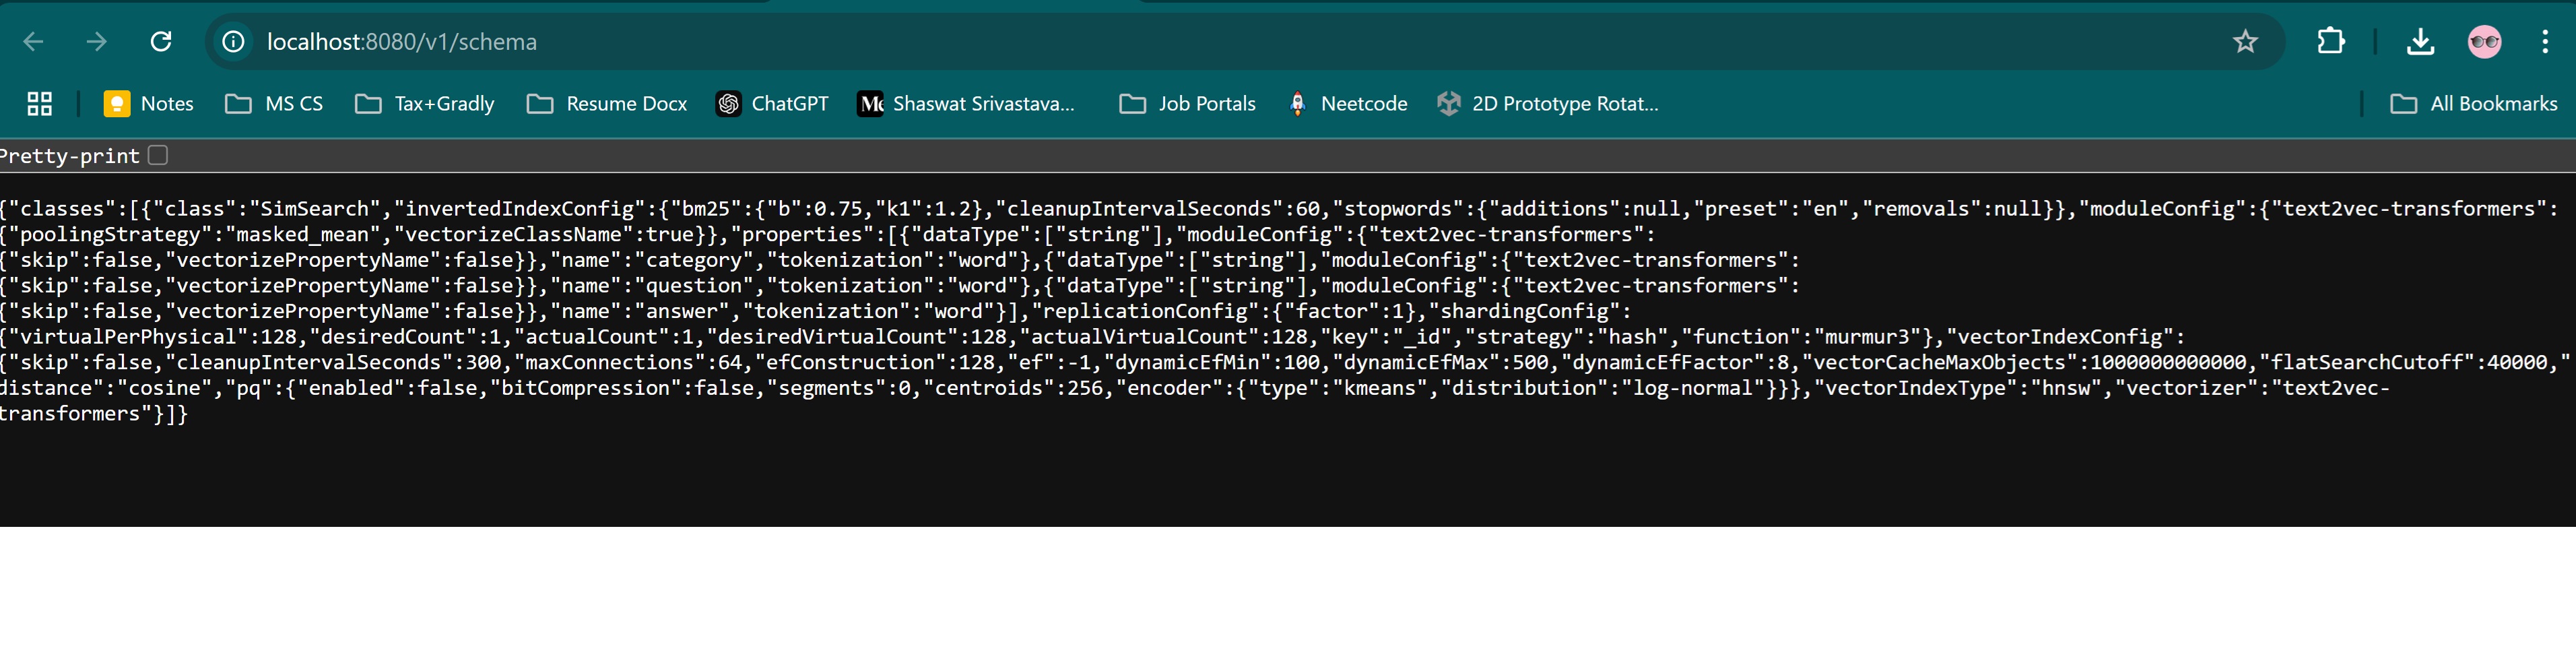 localhost:8080/v1/schema
Notes MS CS Tax+Gradly Resume Docx ChatGPT Shaswat Srivastava... Job Portals Neetcode 2D Prototype Rotat... All Bookmarks
Pretty-print
{"classes":[{"class":"SimSearch","invertedIndexConfig":{"bm25":{"b":0.75,"k1":1.2},"cleanupIntervalSeconds":60,"stopwords":{"additions":null,"preset":"en","removals":null}},"moduleConfig":{"text2vec-transformers":
{"poolingStrategy":"masked_mean","vectorizeClassName":true}},"properties":[{"dataType":["string"],"moduleConfig":{"text2vec-transformers":
{"skip":false,"vectorizePropertyName":false}},"name":"category","tokenization":"word"},{"dataType":["string"],"moduleConfig":{"text2vec-transformers":
{"skip":false,"vectorizePropertyName":false}},"name":"question","tokenization":"word"},{"dataType":["string"],"moduleConfig":{"text2vec-transformers":
{"skip":false,"vectorizePropertyName":false}},"name":"answer","tokenization":"word"}],"replicationConfig":{"factor":1},"shardingConfig":
{"virtualPerPhysical":128,"desiredCount":1,"actualCount":1,"desiredVirtualCount":128,"actualVirtualCount":128,"key":"_id","strategy":"hash","function":"murmur3"},"vectorIndexConfig":
{"skip":false,"cleanupIntervalSeconds":300,"maxConnections":64,"efConstruction":128,"ef":-1,"dynamicEfMin":100,"dynamicEfMax":500,"dynamicEfFactor":8,"vectorCacheMaxObjects":1000000000000,"flatSearchCutoff":40000,"
distance":"cosine","pq":{"enabled":false,"bitCompression":false,"segments":0,"centroids":256,"encoder":{"type":"kmeans","distribution":"log-normal"}}},"vectorIndexType":"hnsw","vectorizer":"text2vec-
transformers"}]}